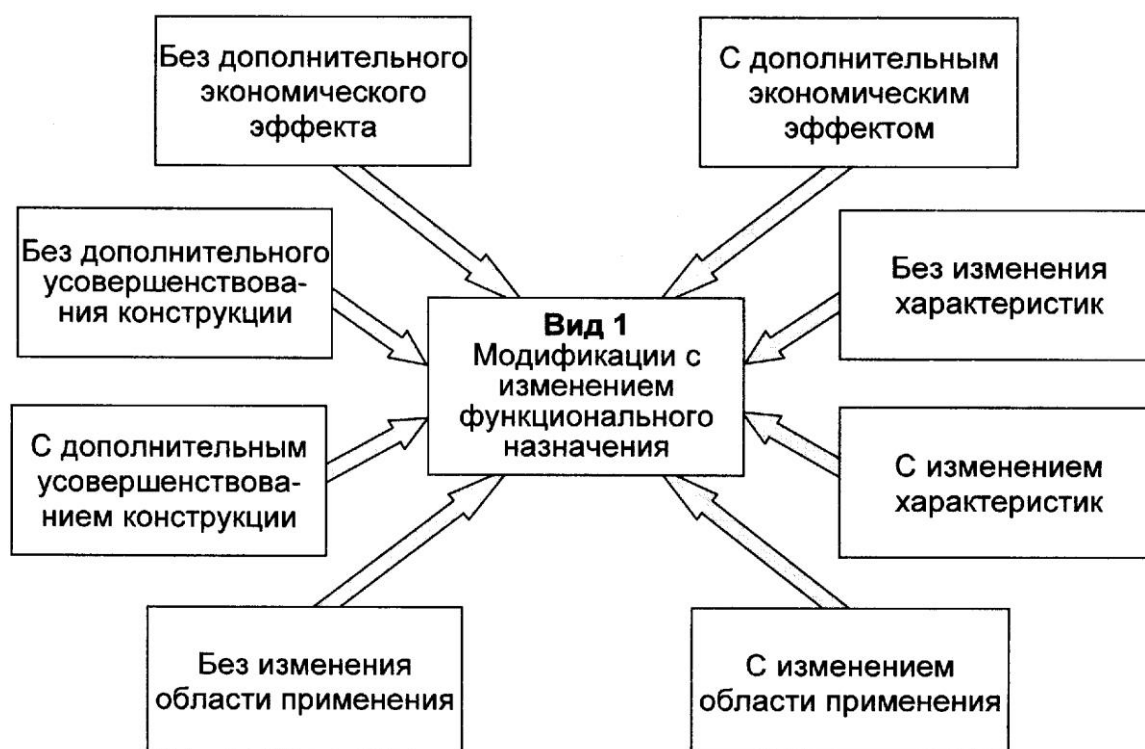 Без дополнительного
экономического
эффекта
С дополнительным
экономическим
эффектом
Без дополнительного
усовершенствова-
ния конструкции
Без изменения
характеристик
Вид 1
Модификации с
изменением
функционального
назначения
С дополнительным
усовершенствова-
нием конструкции
С изменением
характеристик
Без изменения
области применения
С изменением
области применения